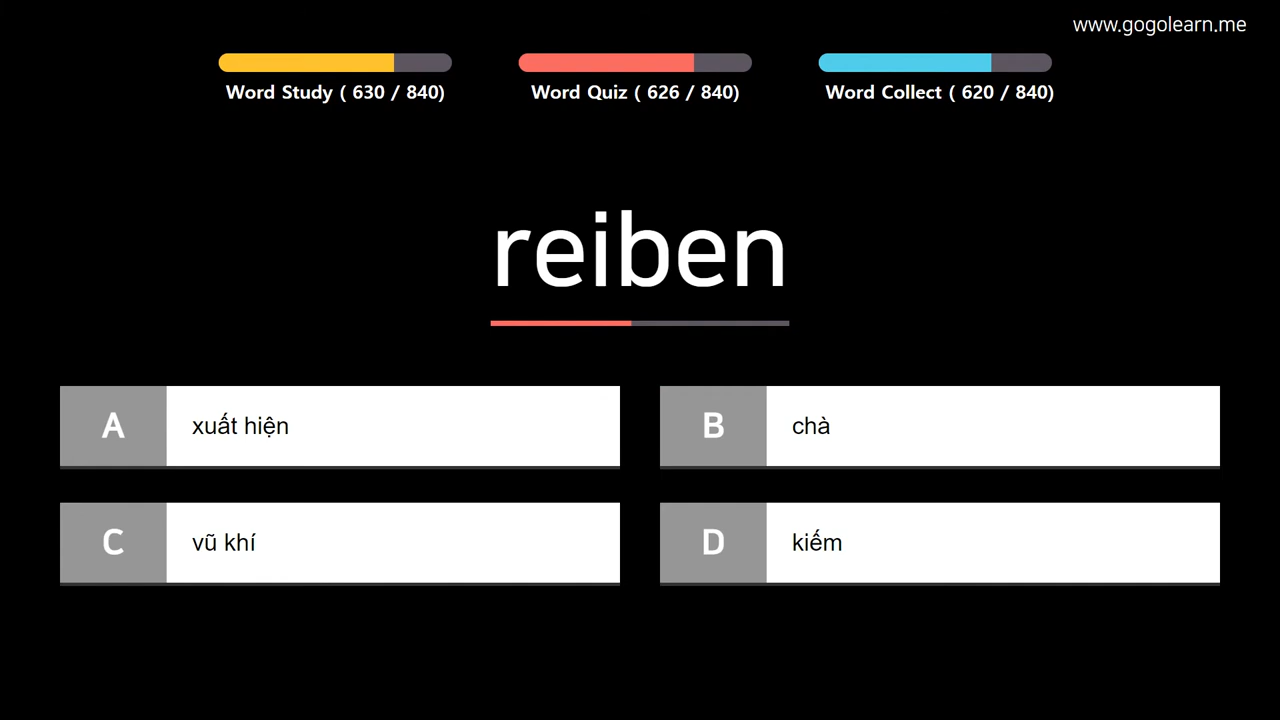 www.gogolearn.me
Word Study ( 630 / 840)
Word Quiz ( 626 / 840)
Word Collect ( 620 / 840)
reiben
A xuất hiện
B chà
C vũ khí
D kiếm